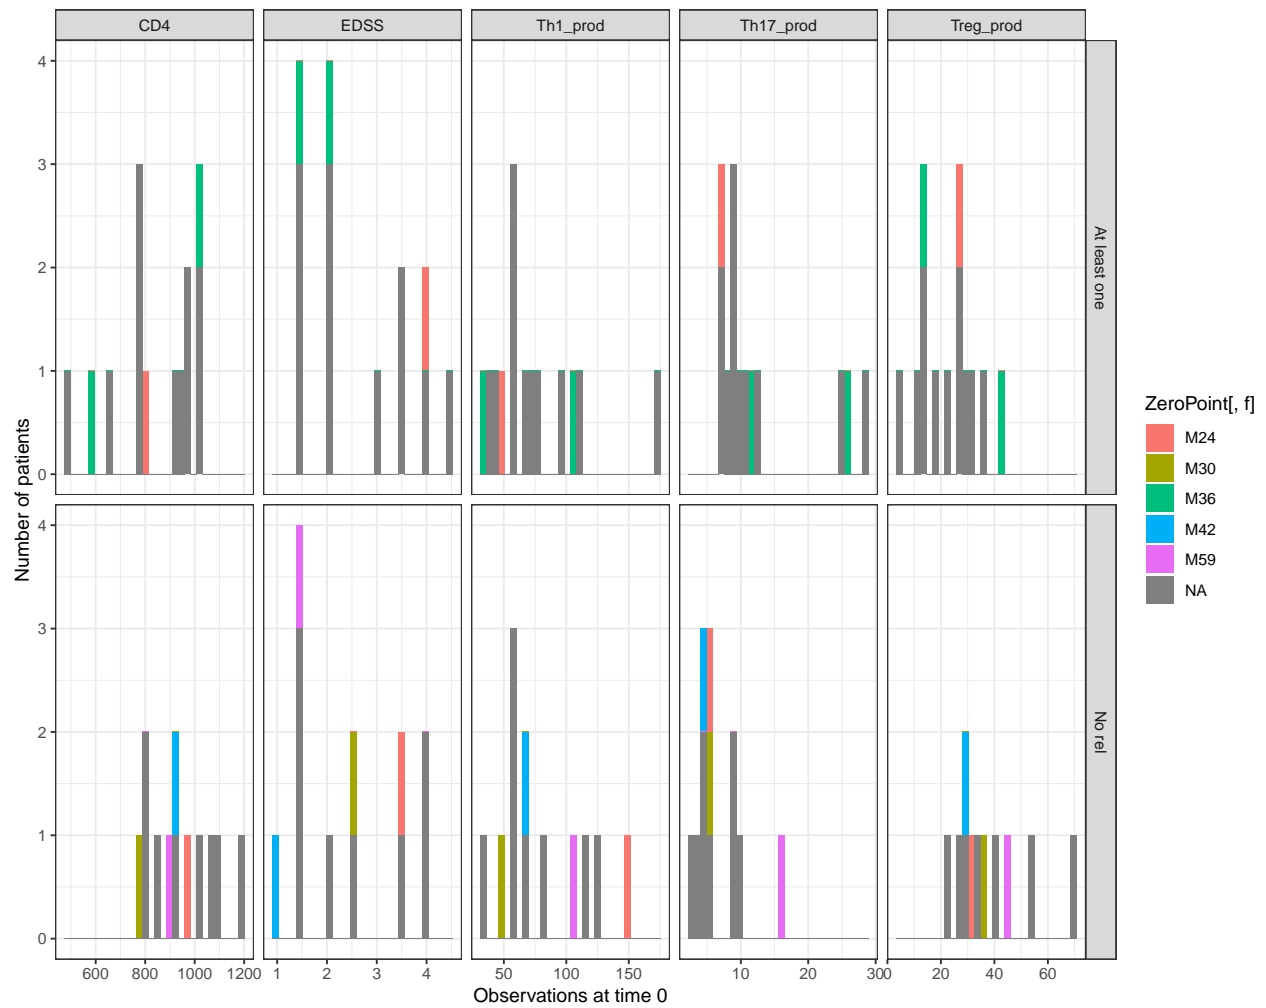 CD4
EDSS
Th1_prod
Th17_prod
Treg_prod
4
3
2
1
0
At least one
4
3
2
1
0
No rel
Number of patients
600 800 1000 1200
1 2 3 4
50 100 150
10 20 30
0 20 40 60
Observations at time 0
ZeroPoint[, f]
M24
M30
M36
M42
M59
NA